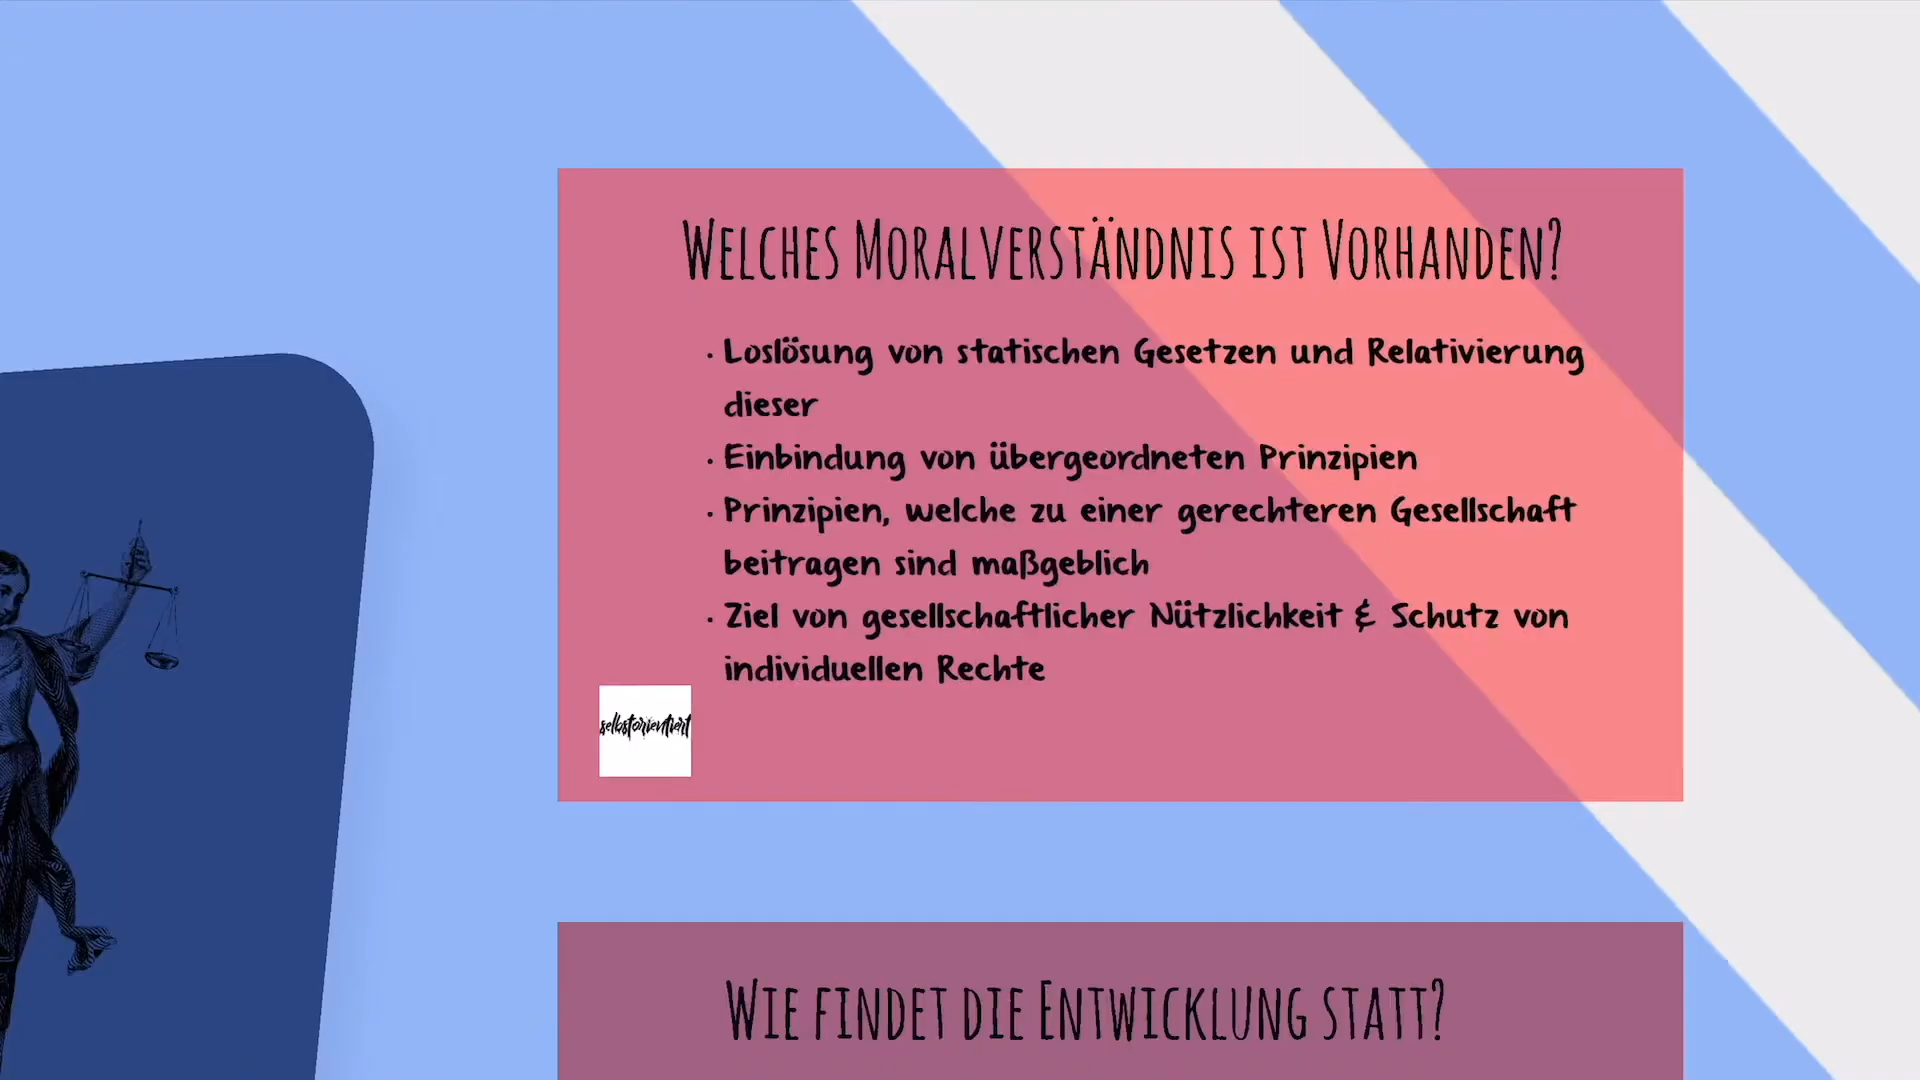 Welches Moralverständnis ist Vorhanden?
· Loslösung von statischen Gesetzen und Relativierung
dieser
· Einbindung von übergeordneten Prinzipien
· Prinzipien, welche zu einer gerechteren Gesellschaft
beitragen sind maßgeblich
· Ziel von gesellschaftlicher Nützlichkeit & Schutz von
individuellen Rechte
selbstorientiert
Wie findet die Entwicklung statt?